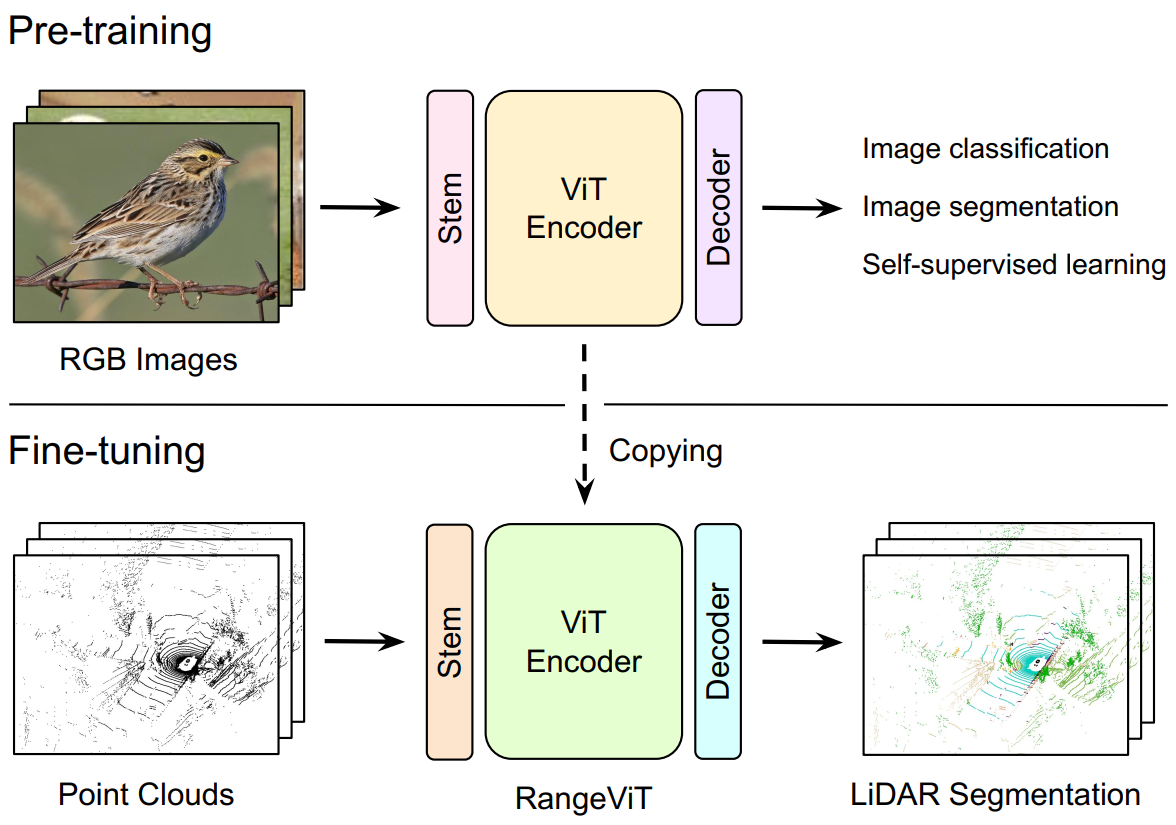 Pre-training
Stem
ViT
Encoder
Decoder
Image classification
Image segmentation
Self-supervised learning
RGB Images
Fine-tuning
Copying
Stem
ViT
Encoder
Decoder
Point Clouds
RangeViT
LiDAR Segmentation